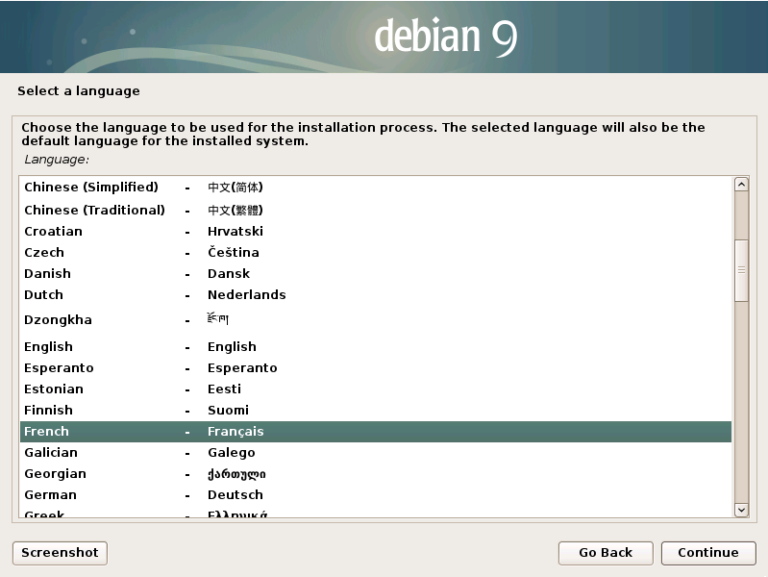 debian 9
Select a language
Choose the language to be used for the installation process. The selected language will also be the
default language for the installed system.
Language:
Chinese (Simplified) - 中文(简体)
Chinese (Traditional) - 中文(繁體)
Croatian - Hrvatski
Czech - Čeština
Danish - Dansk
Dutch - Nederlands
Dzongkha - རྫོང་ཁ།
English - English
Esperanto - Esperanto
Estonian - Eesti
Finnish - Suomi
French - Français
Galician - Galego
Georgian - ქართული
German - Deutsch
Greek - Ελληνικά
Screenshot Go Back Continue